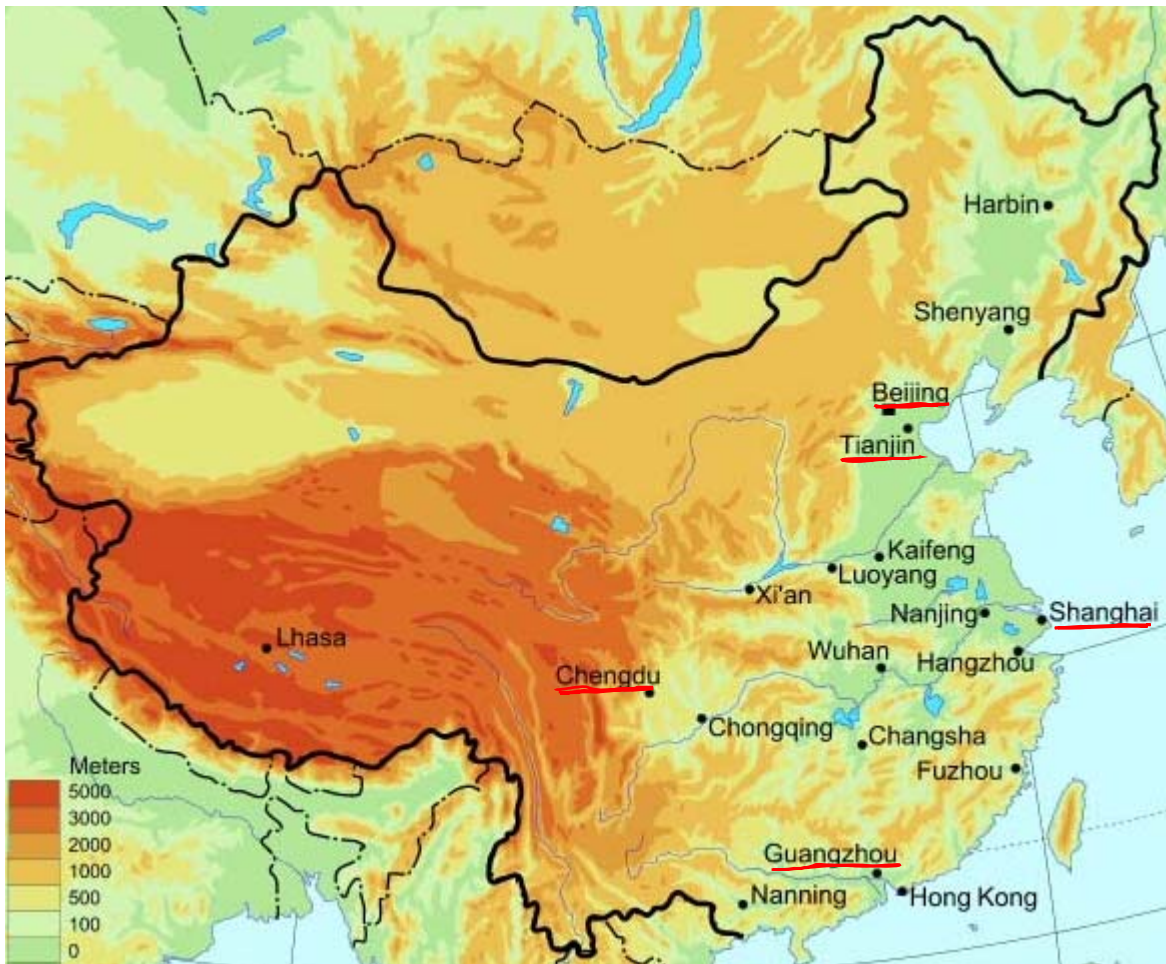 Harbin
Shenyang
Beijing
Tianjin
Kaifeng
Luoyang
Xi'an
Nanjing
Shanghai
Lhasa
Wuhan
Hangzhou
Chengdu
Chongqing
Changsha
Fuzhou
Meters
5000
3000
2000
1000
500
100
0
Guangzhou
Nanning
Hong Kong